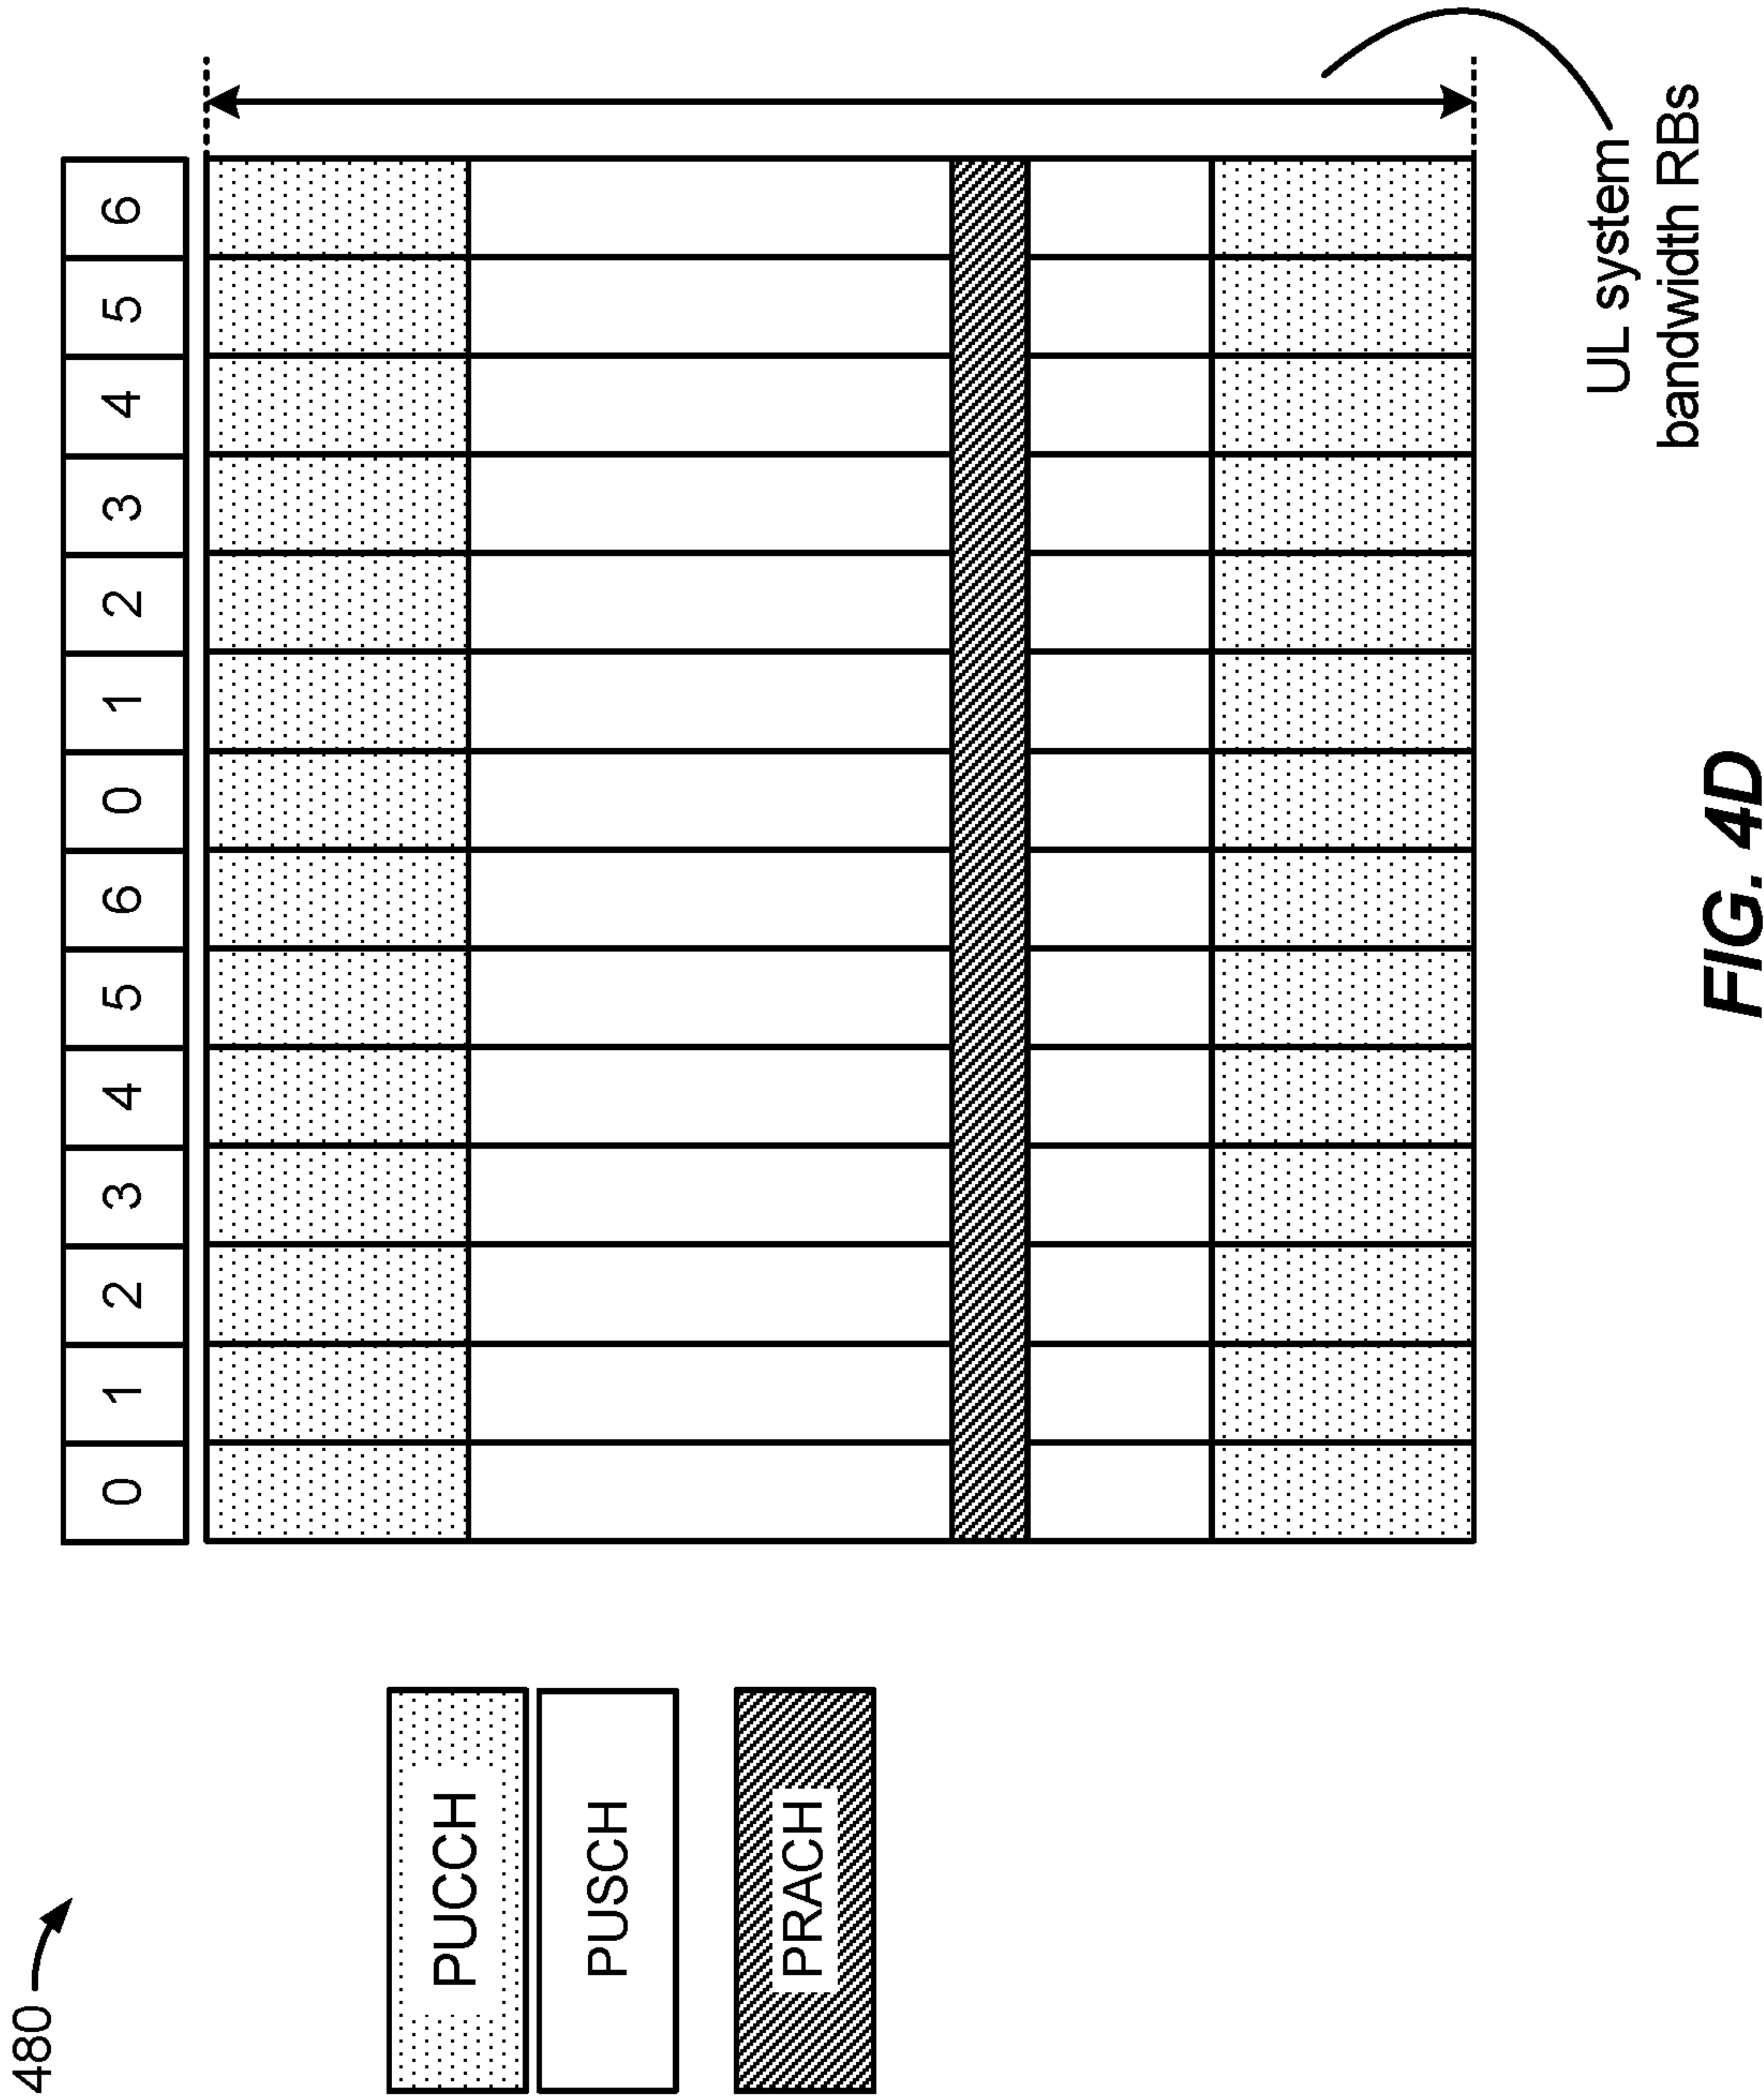 480
0 1 2 3 4 5 6 0 1 2 3 4 5 6
PUCCH
PUSCH
PRACH
UL system
bandwidth RBs
FIG. 4D